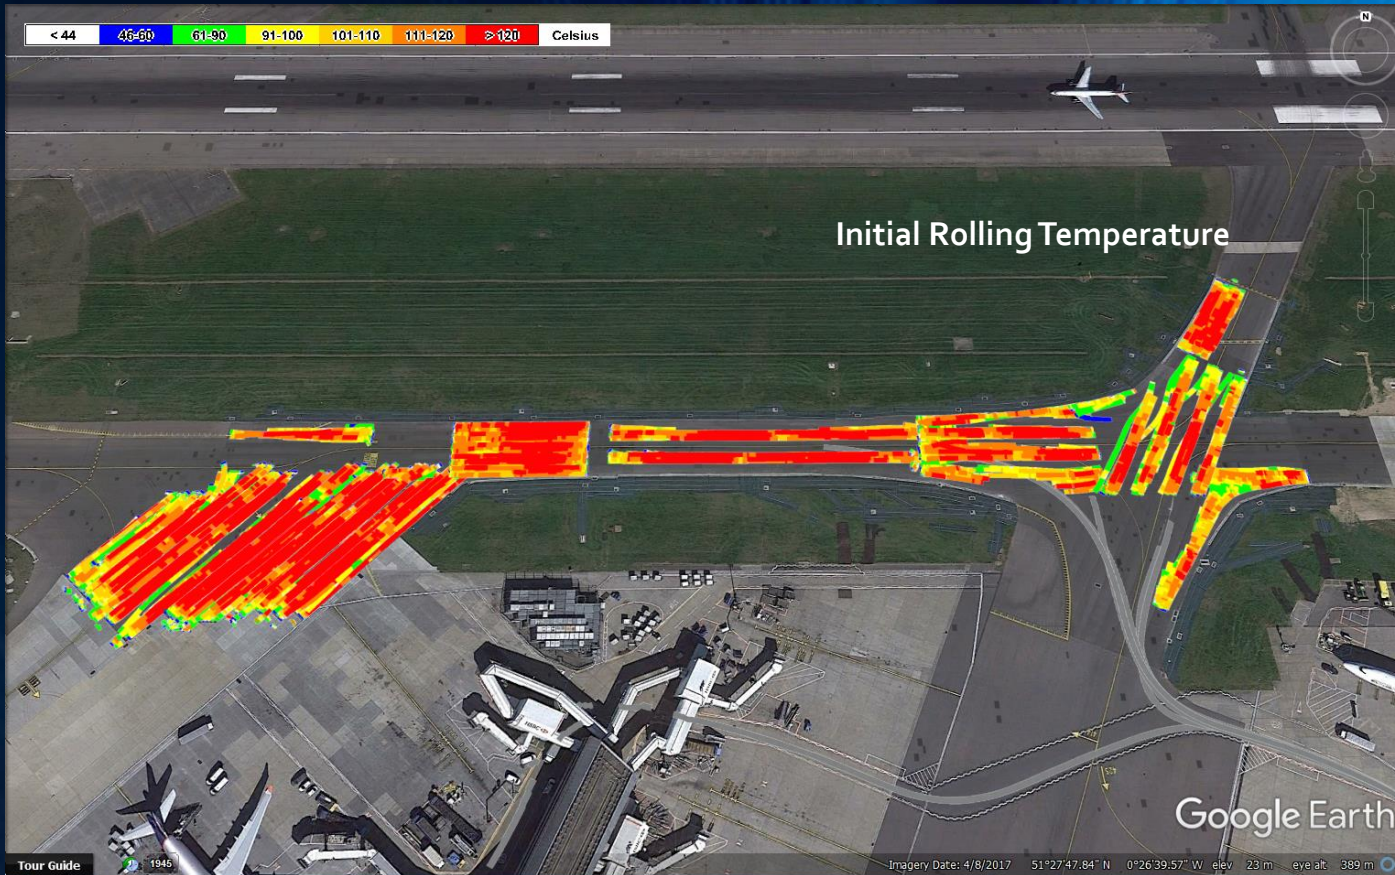 < 44 46-60 61-90 91-100 101-110 111-120 > 120 Celsius
N
Initial Rolling Temperature
HSBC
Google Earth
Tour Guide 1945 Imagery Date: 4/8/2017 51°27'47.84" N 0°26'39.57" W elev 23 m eye alt 389 m